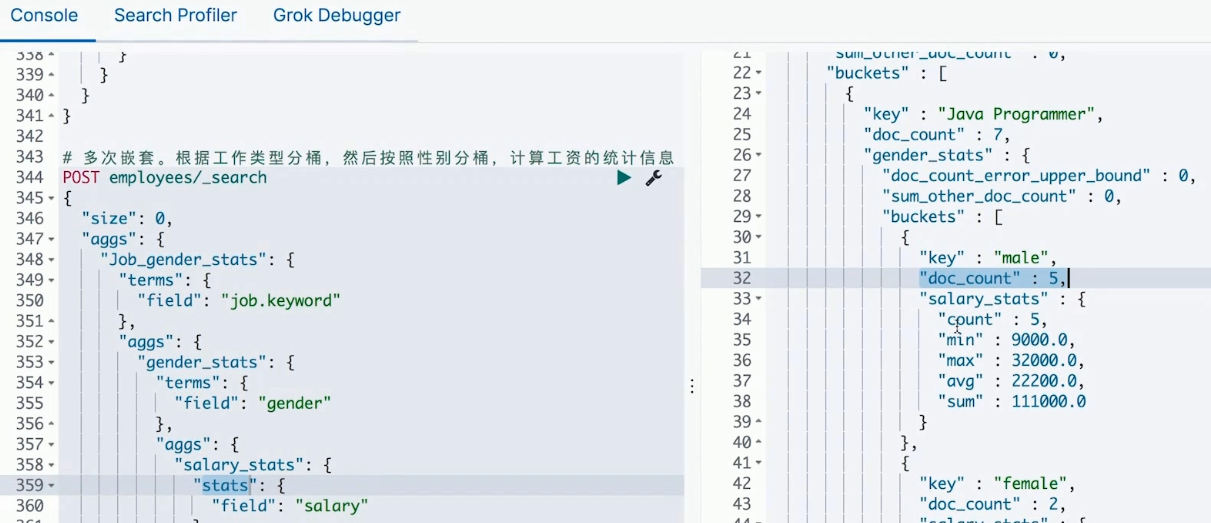 Console Search Profiler Grok Debugger
338 }
339 }
340 }
341 }
342
343 # 多次嵌套。根据工作类型分桶，然后按照性别分桶，计算工资的统计信息
344 POST employees/_search
345 {
346 "size": 0,
347 "aggs": {
348 "Job_gender_stats": {
349 "terms": {
350 "field": "job.keyword"
351 },
352 "aggs": {
353 "gender_stats": {
354 "terms": {
355 "field": "gender"
356 },
357 "aggs": {
358 "salary_stats": {
359 "stats": {
360 "field": "salary"
361 }
21 "sum_other_doc_count" : 0,
22 "buckets" : [
23 {
24 "key" : "Java Programmer",
25 "doc_count" : 7,
26 "gender_stats" : {
27 "doc_count_error_upper_bound" : 0,
28 "sum_other_doc_count" : 0,
29 "buckets" : [
30 {
31 "key" : "male",
32 "doc_count" : 5,
33 "salary_stats" : {
34 "count" : 5,
35 "min" : 9000.0,
36 "max" : 32000.0,
37 "avg" : 22200.0,
38 "sum" : 111000.0
39 }
40 },
41 {
42 "key" : "female",
43 "doc_count" : 2,
44 "salary_stats" : {